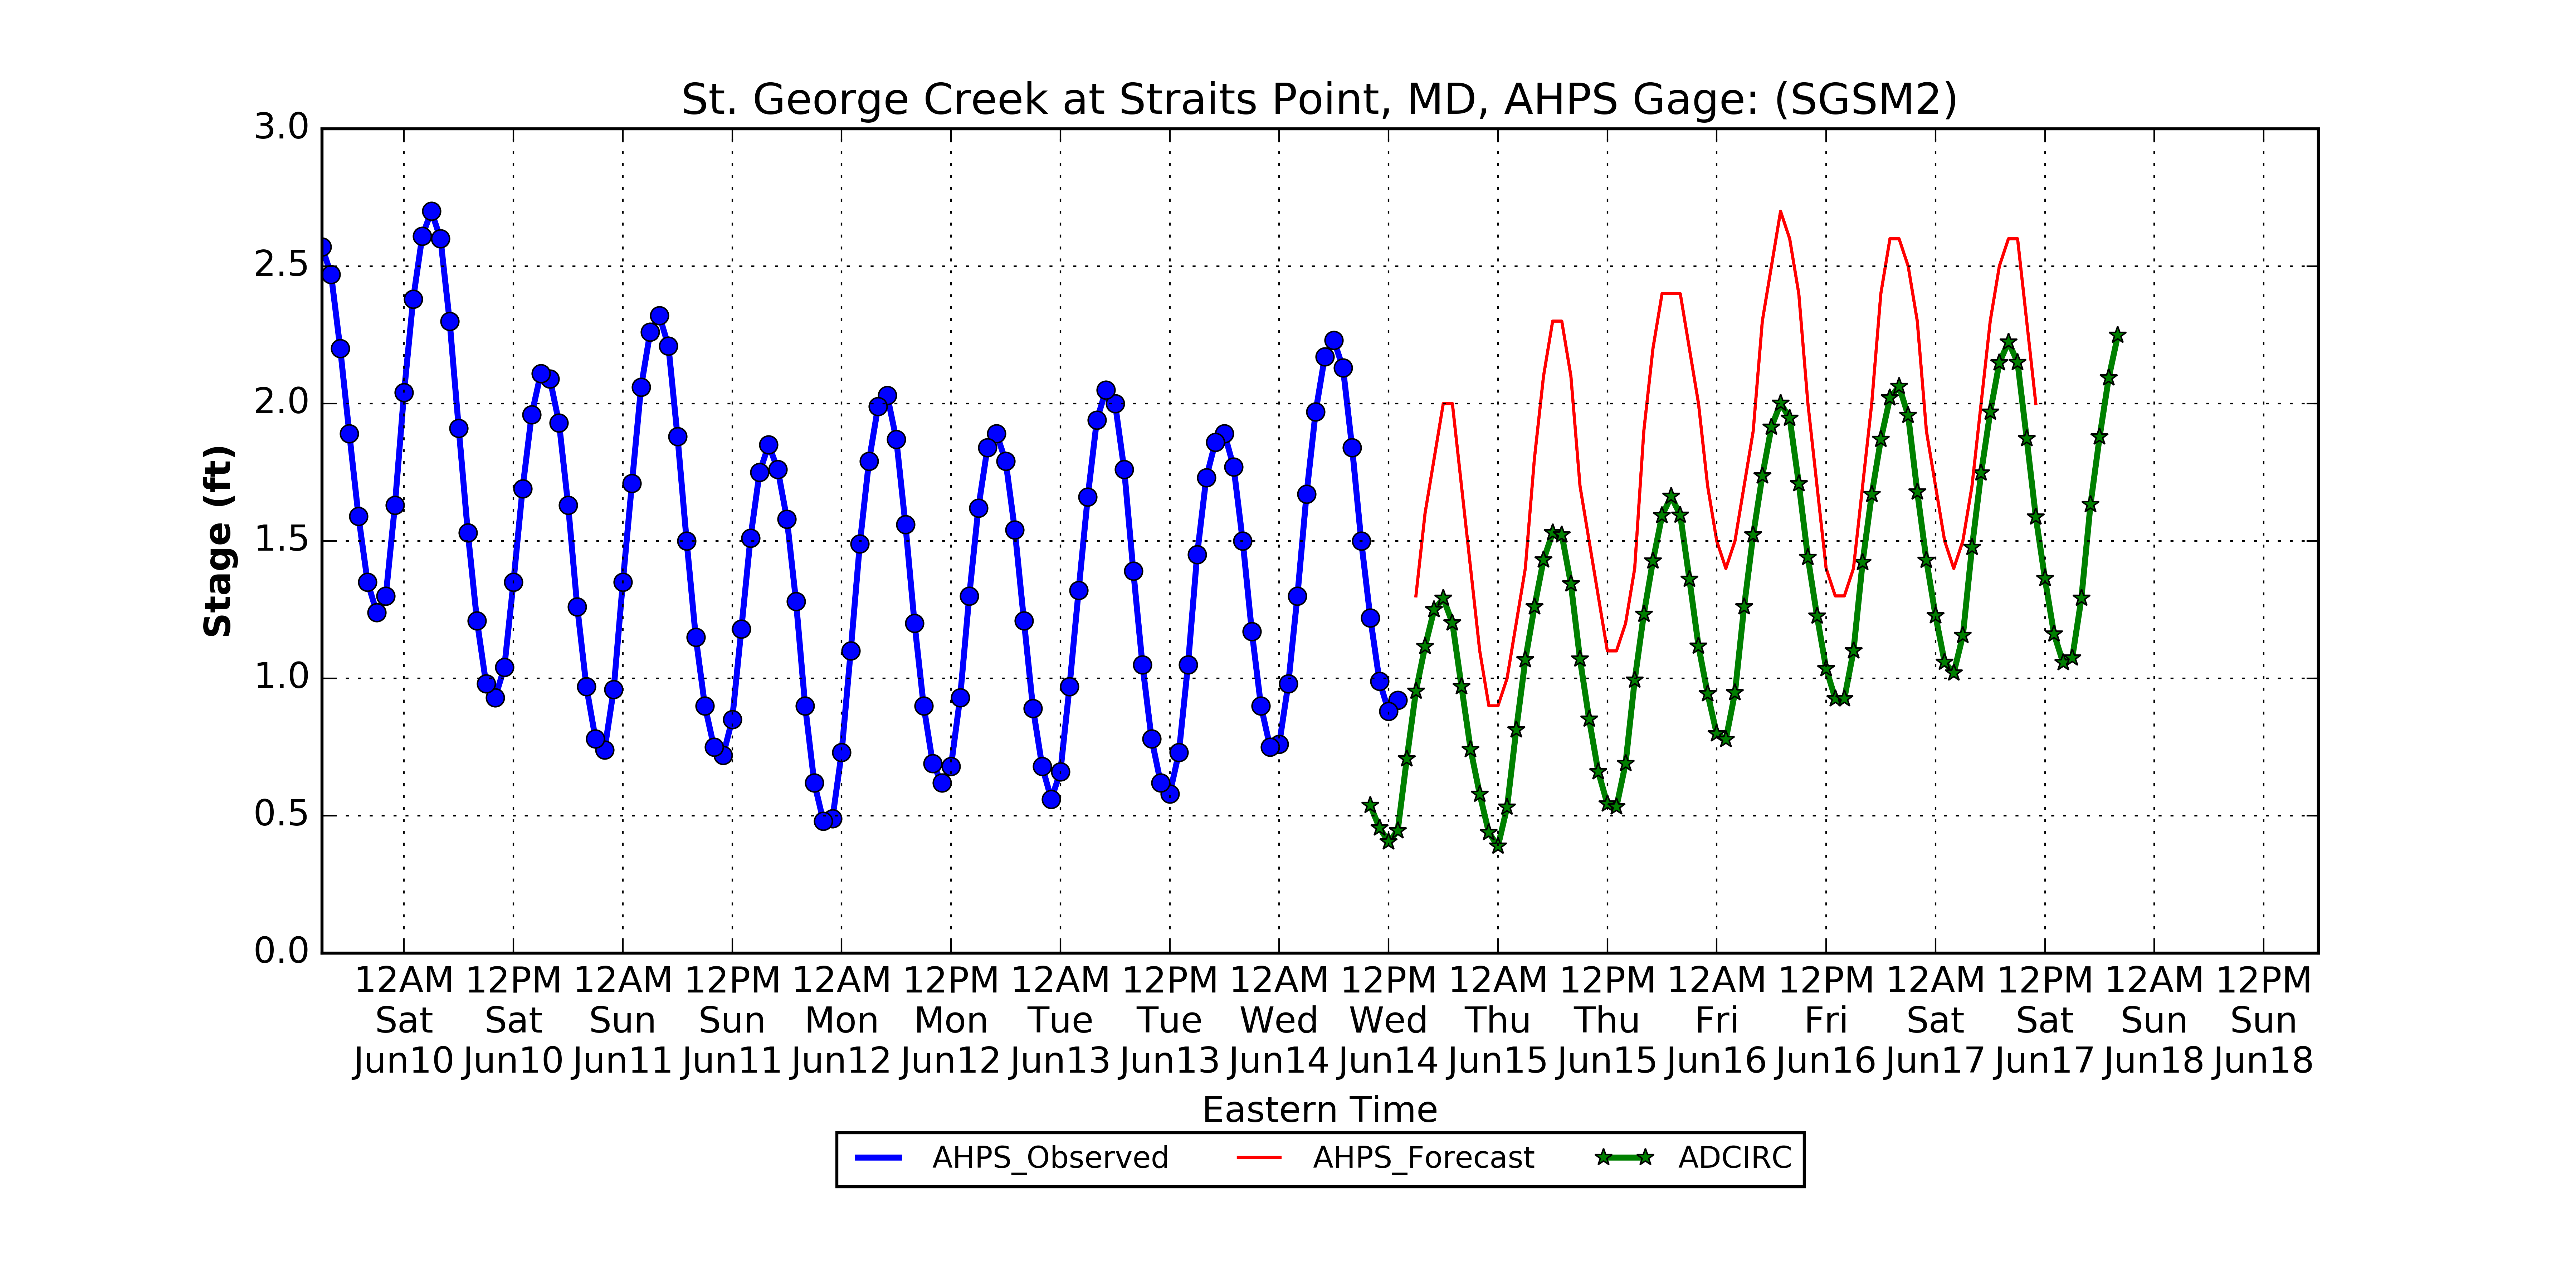 St. George Creek at Straits Point, MD, AHPS Gage: (SGSM2)
3.0
2.5
2.0
1.5
1.0
0.5
0.0
Stage (ft)
12AM 12PM 12AM 12PM 12AM 12PM 12AM 12PM 12AM 12PM 12AM 12PM 12AM 12PM 12AM 12PM 12AM 12PM
Sat Sat Sun Sun Mon Mon Tue Tue Wed Wed Thu Thu Fri Fri Sat Sat Sun Sun
Jun10 Jun10 Jun11 Jun11 Jun12 Jun12 Jun13 Jun13 Jun14 Jun14 Jun15 Jun15 Jun16 Jun16 Jun17 Jun17 Jun18 Jun18
Eastern Time
AHPS_Observed AHPS_Forecast ADCIRC